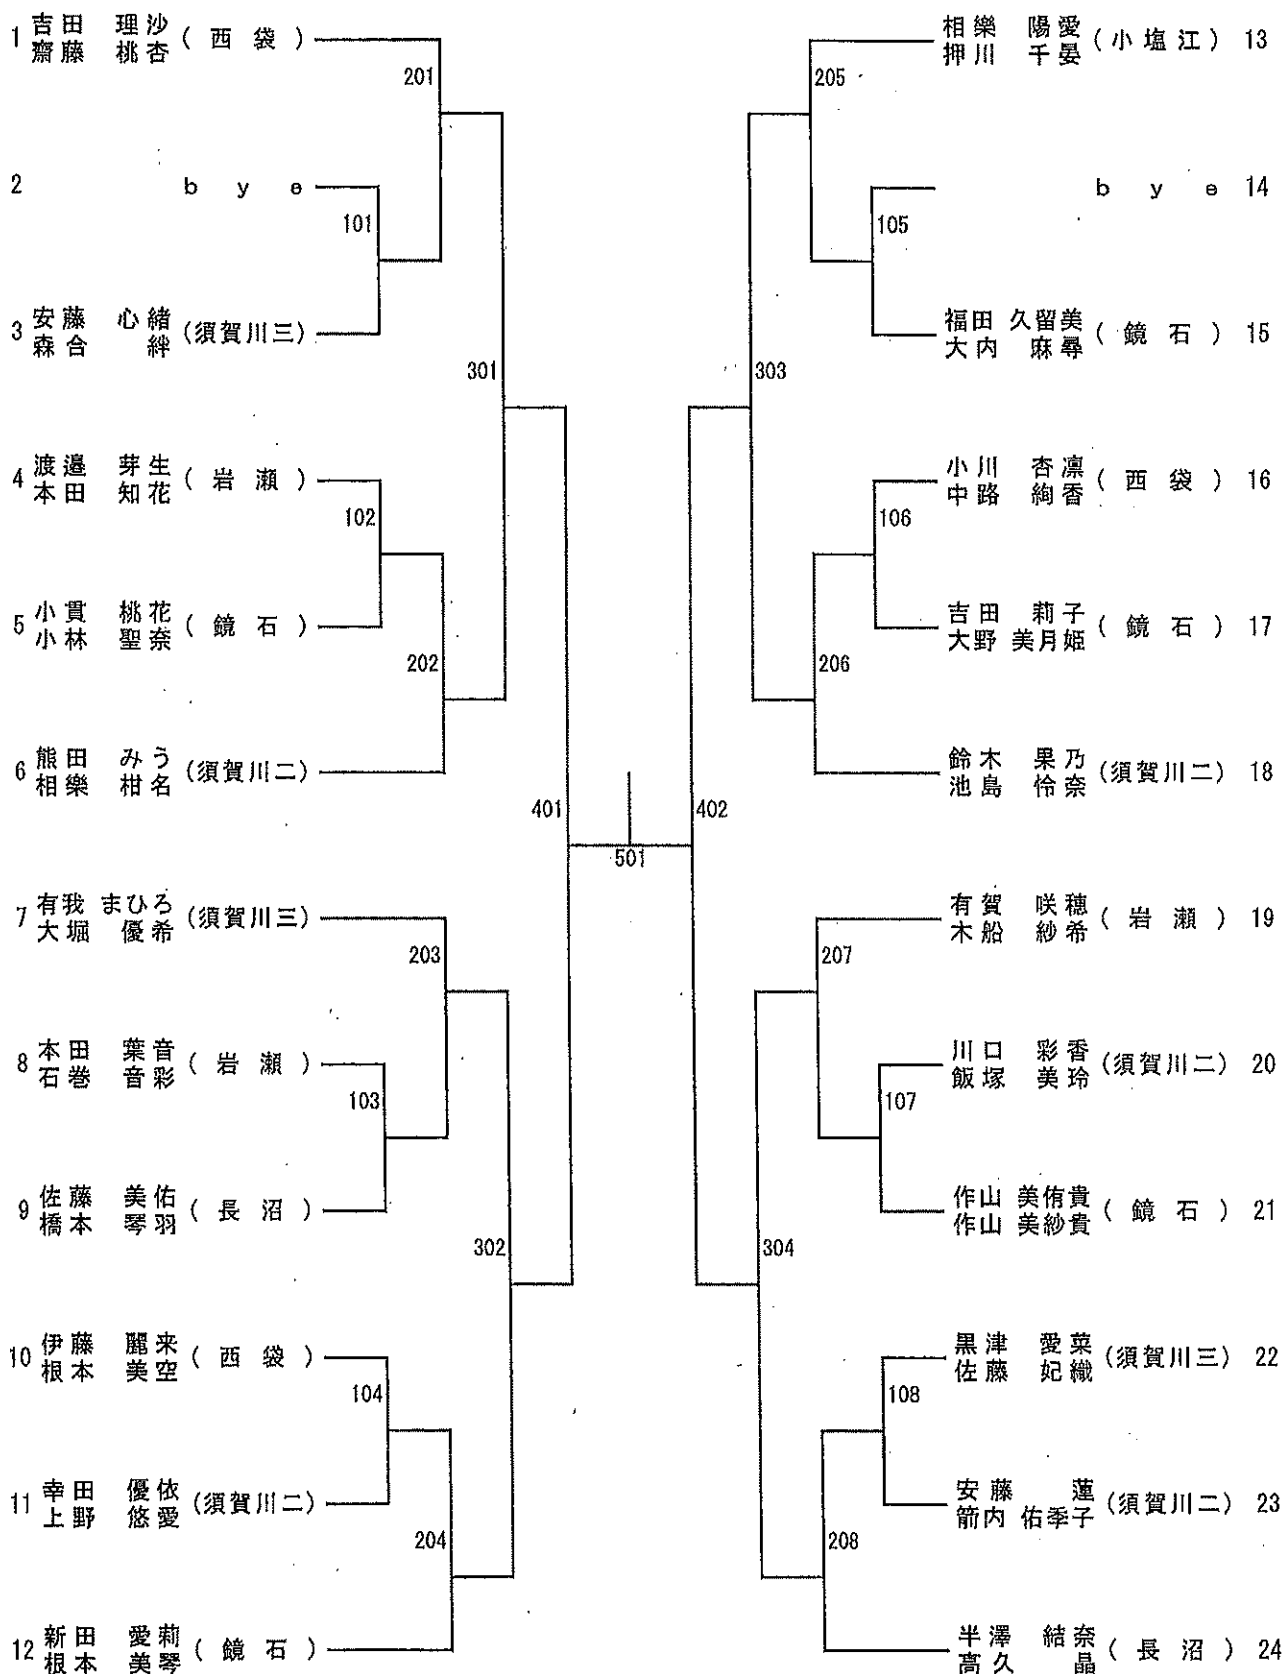 1 吉田 理沙 (西袋)
齋藤 桃杏
201
2 bye
101
3 安藤 心緒 (須賀川三)
森合 絆
301
4 渡邉 芽生 (岩瀬)
本田 知花
102
5 小貫 桃花 (鏡石)
小林 聖奈
202
6 熊田 みう (須賀川二)
相樂 柑名
401
7 有我 まひろ (須賀川三)
大堀 優希
203
8 本田 葉音 (岩瀬)
石巻 音彩
103
9 佐藤 美佑 (長沼)
橋本 琴羽
302
10 伊藤 麗来 (西袋)
根本 美空
104
11 幸田 優依 (須賀川二)
上野 悠愛
204
12 新田 愛莉 (鏡石)
根本 美琴
501
相樂 陽愛 (小塩江) 13
押川 千晏
205
bye 14
105
福田 久留美 (鏡石) 15
大内 麻尋
303
小川 杏凛 (西袋) 16
中路 絢香
106
吉田 莉子 (鏡石) 17
大野 美月姫
206
鈴木 果乃 (須賀川二) 18
池島 怜奈
402
有賀 咲穂 (岩瀬) 19
木船 紗希
207
川口 彩香 (須賀川二) 20
飯塚 美玲
107
作山 美侑貴 (鏡石) 21
作山 美紗貴
304
黒津 愛菜 (須賀川三) 22
佐藤 妃織
108
安藤 蓮 (須賀川二) 23
箭内 佑季子
208
半澤 結奈 (長沼) 24
高久 晶